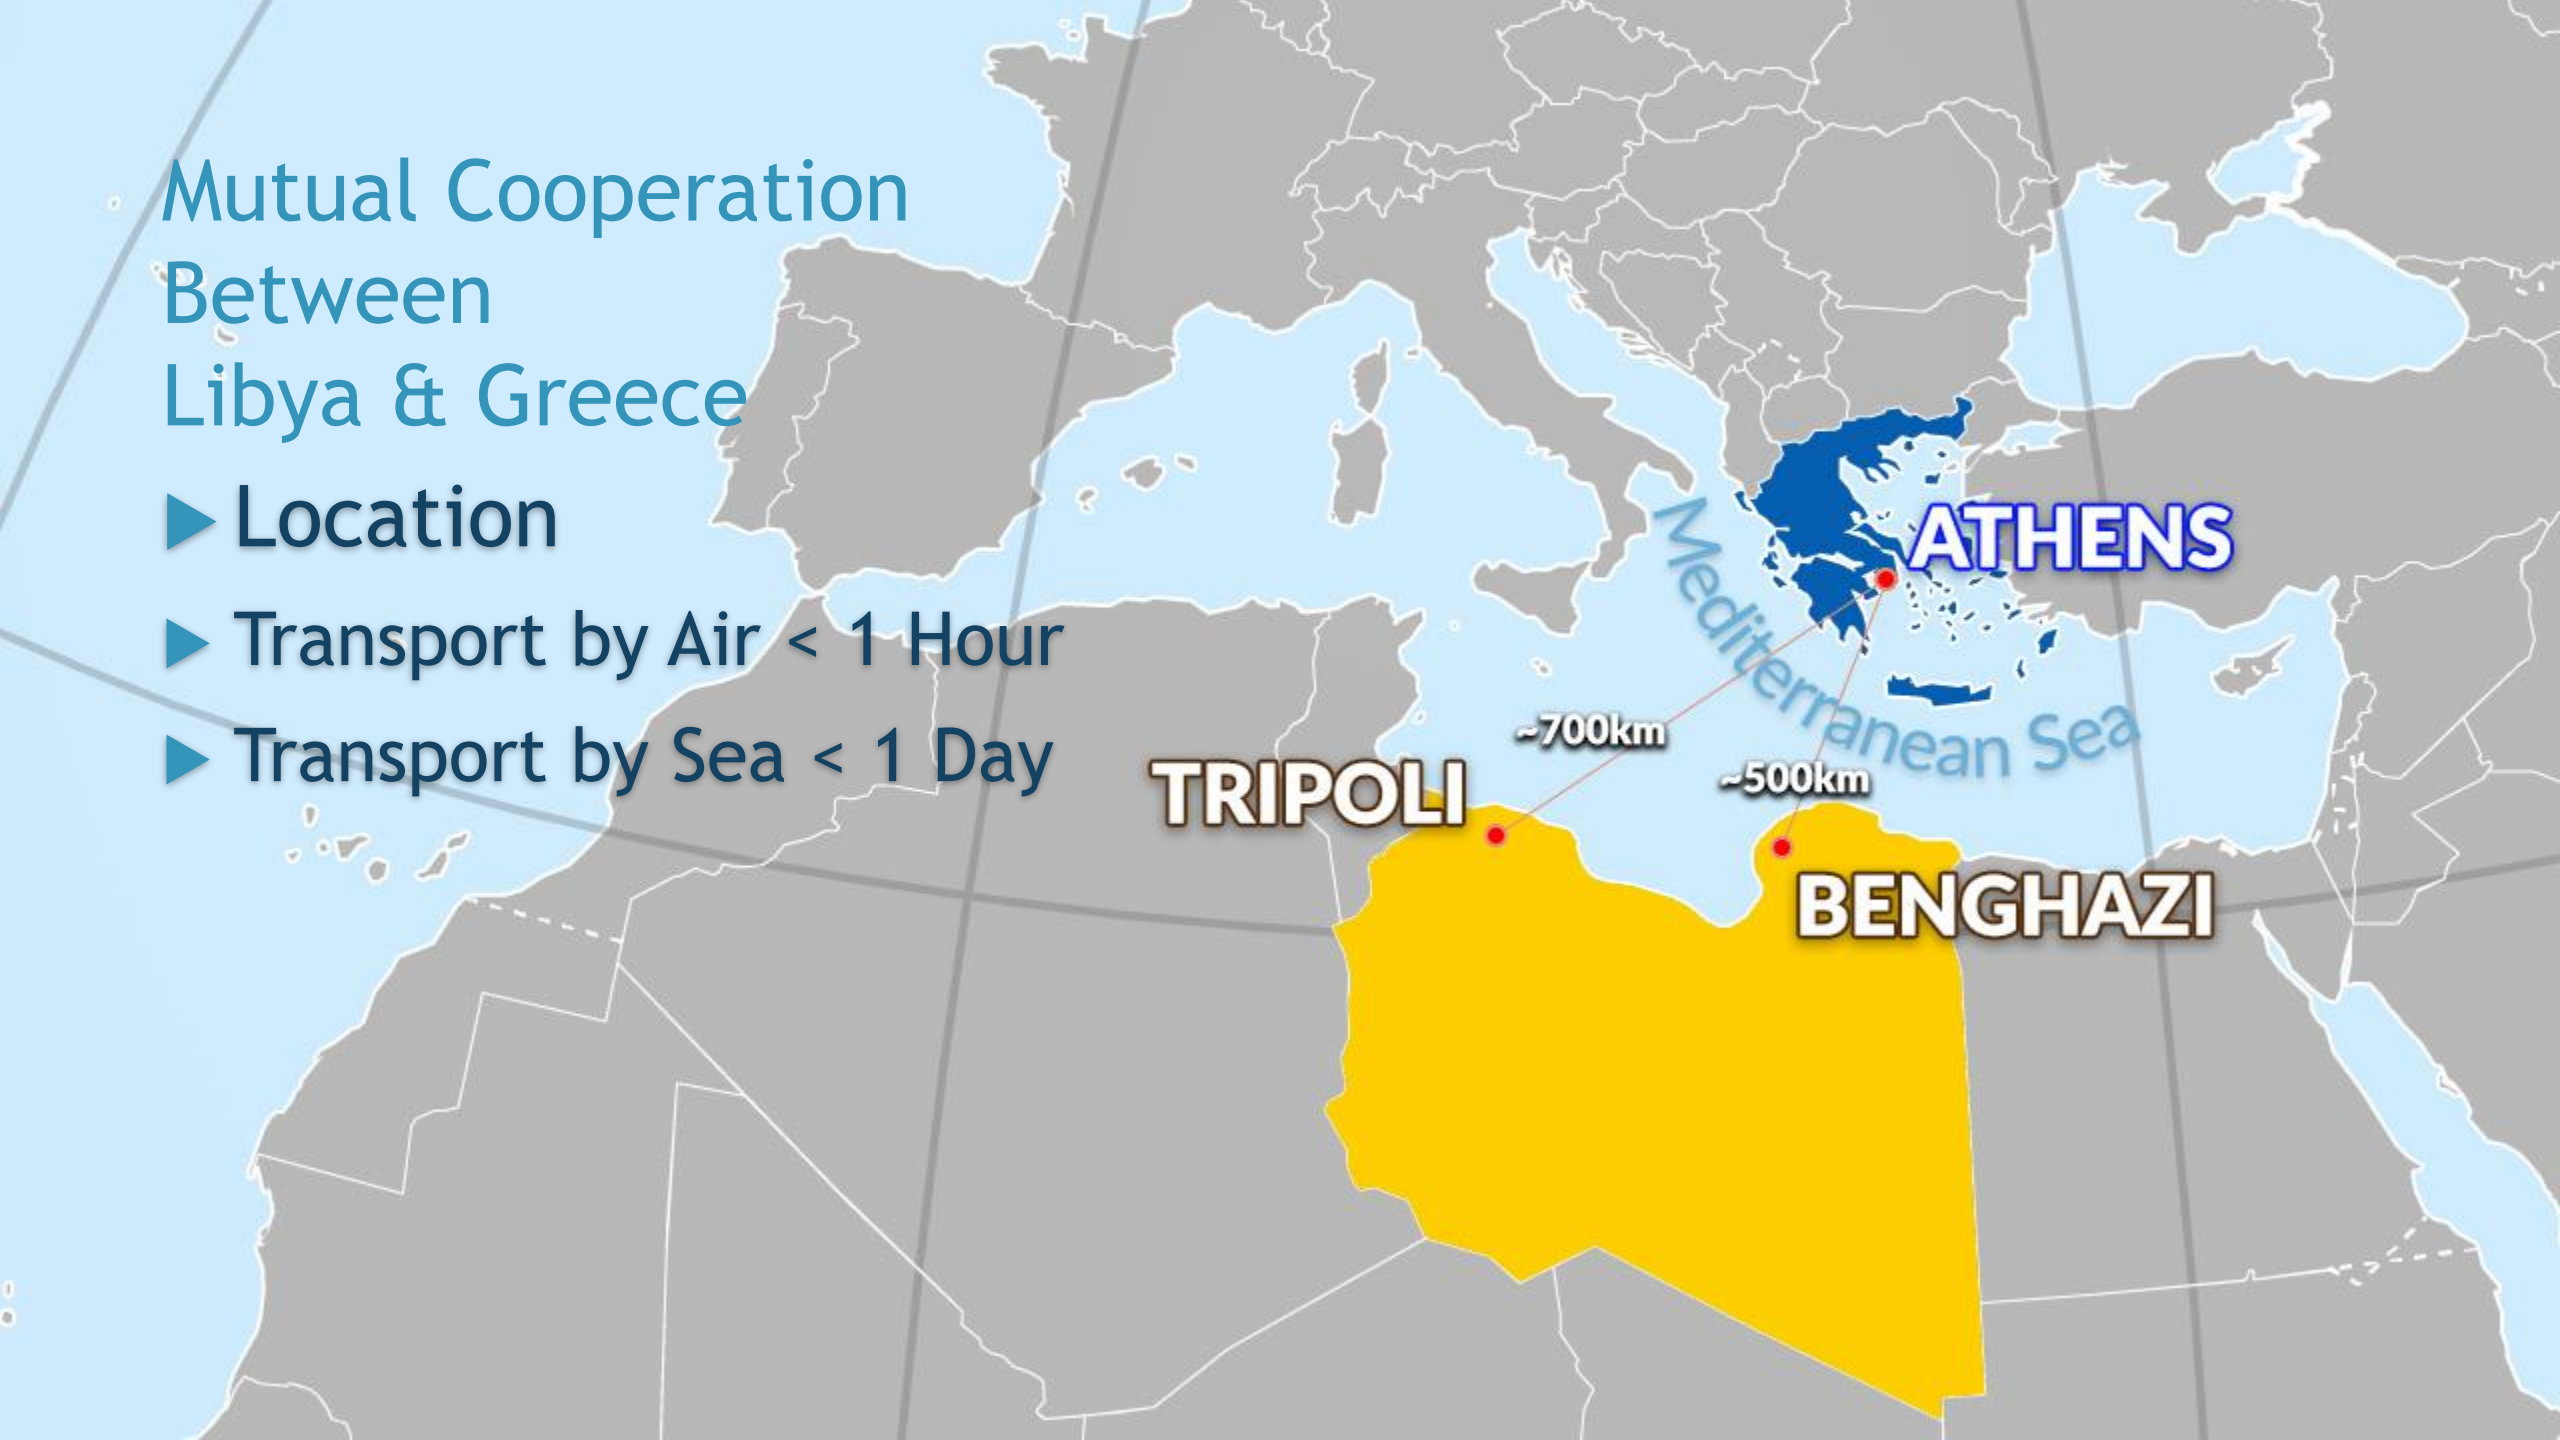 Mutual Cooperation
Between
Libya & Greece
Location
Transport by Air < 1 Hour
Transport by Sea < 1 Day
ATHENS
Mediterranean Sea
~700km
~500km
TRIPOLI
BENGHAZI